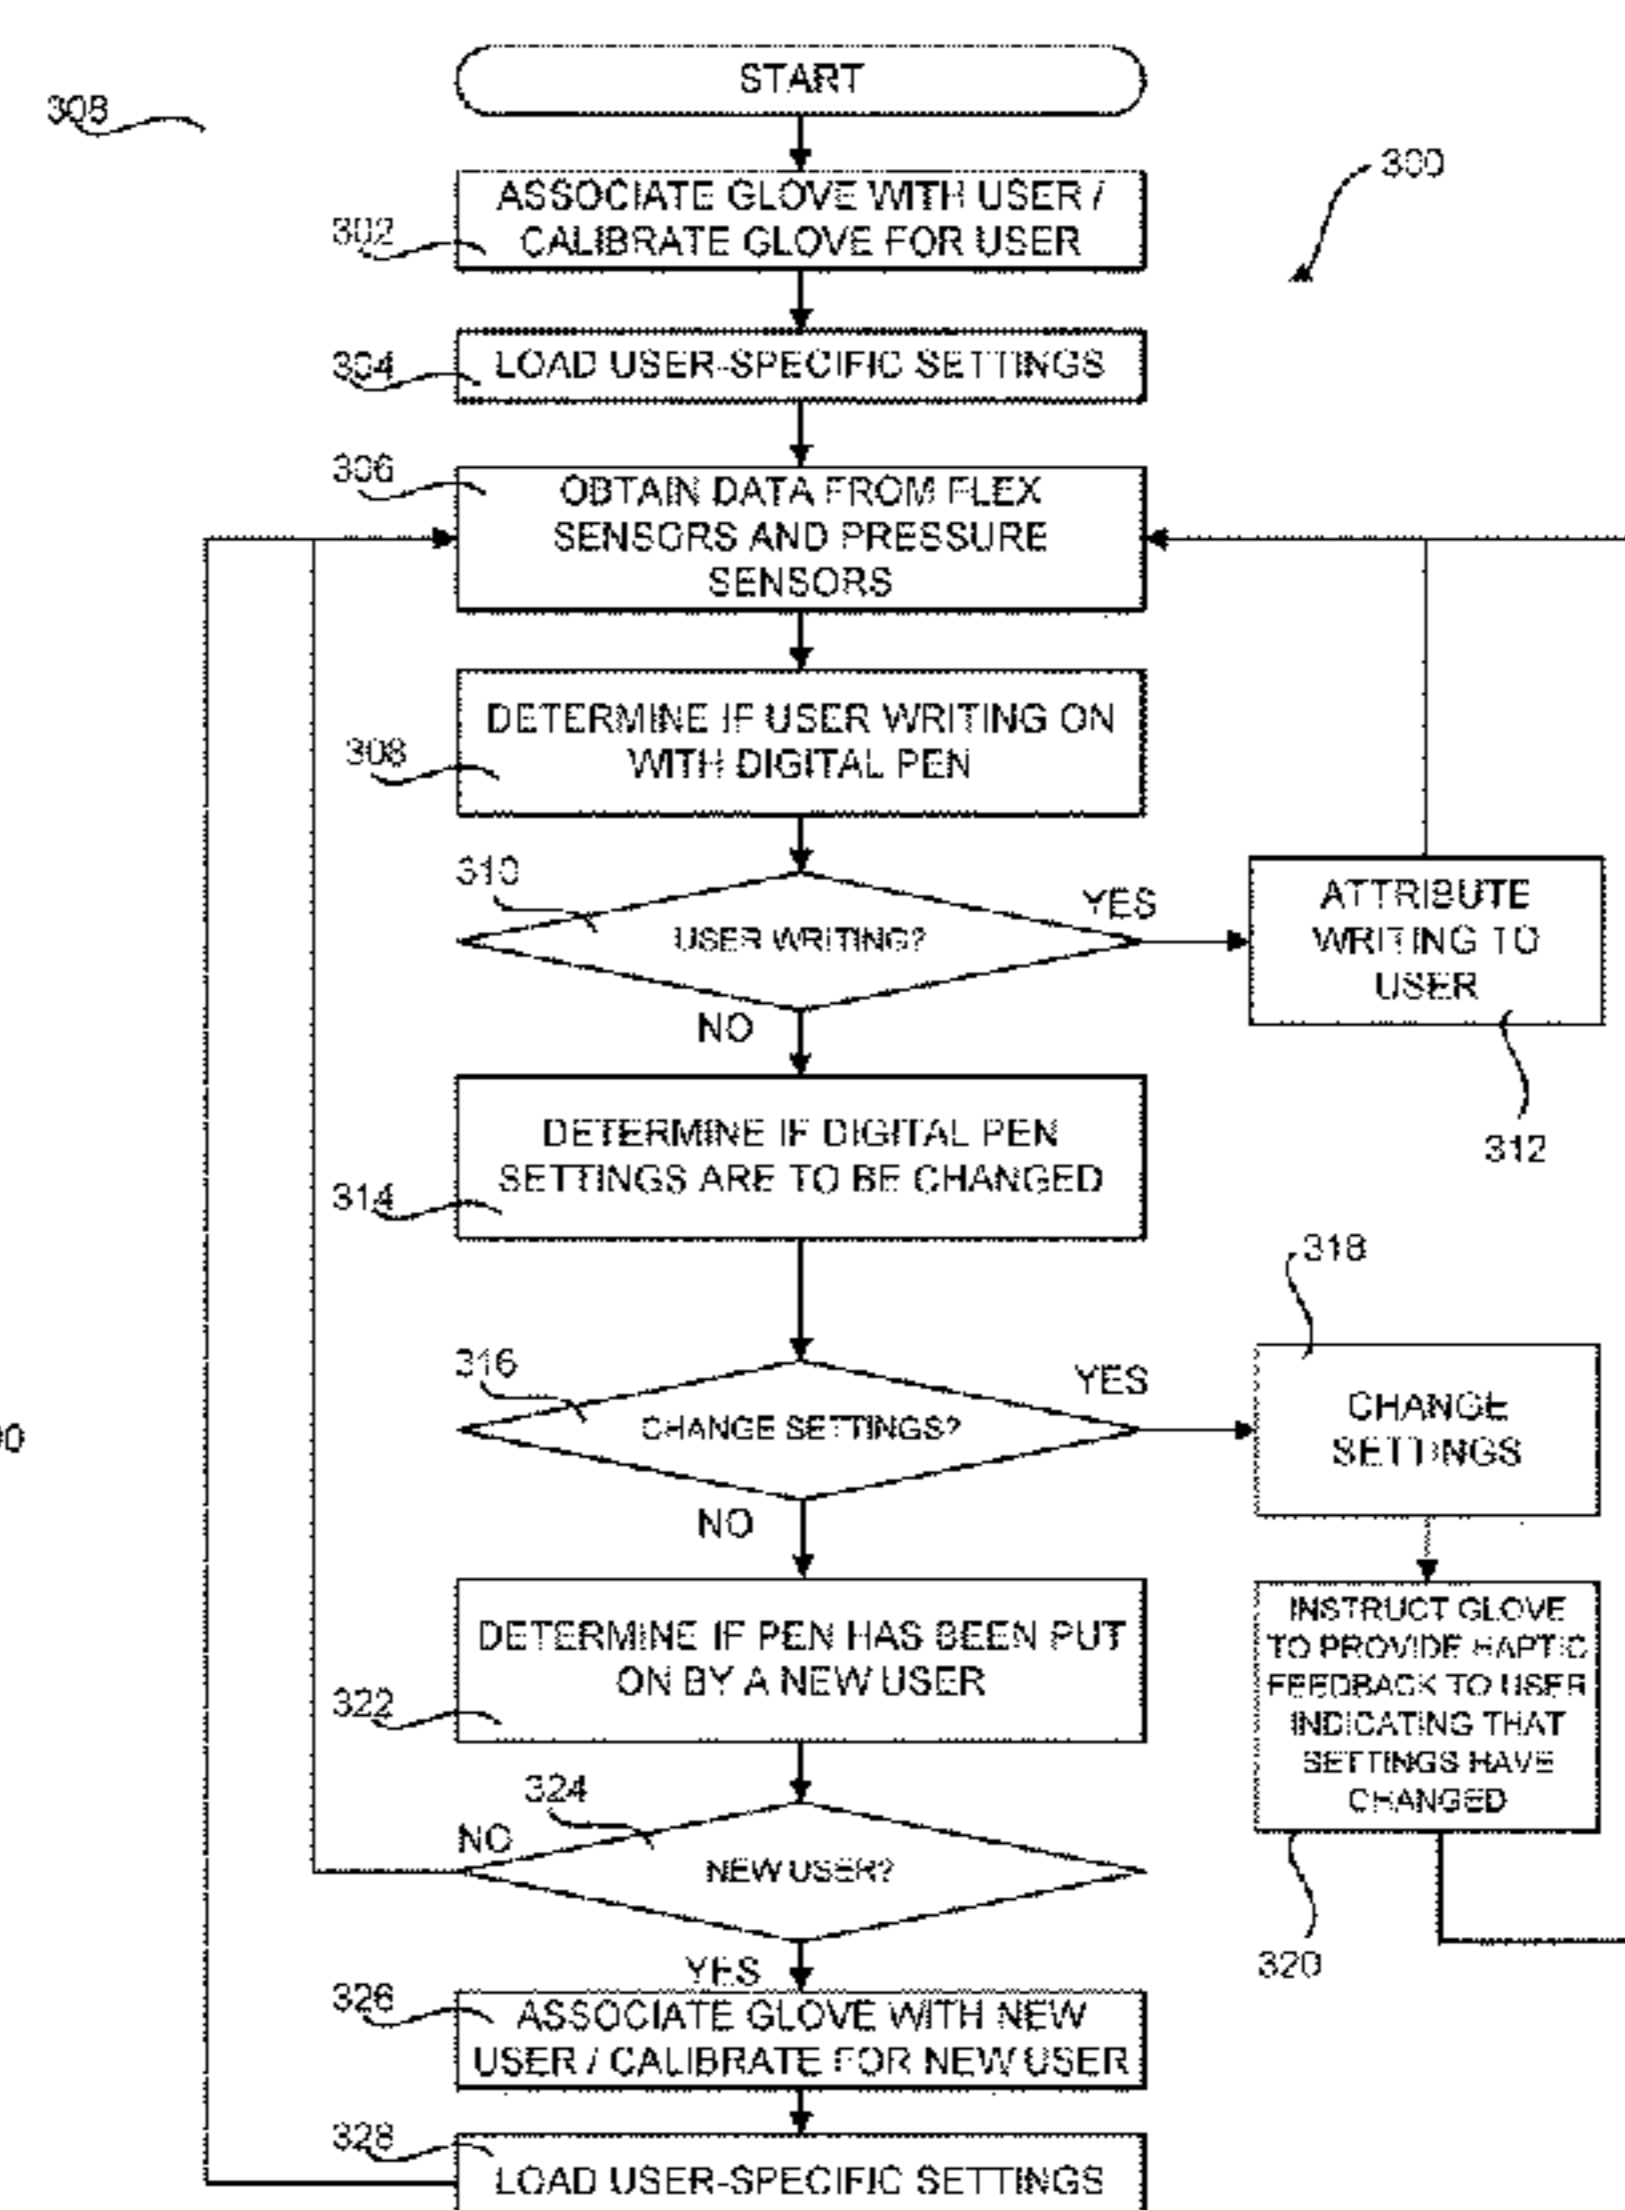 START
308
300
ASSOCIATE GLOVE WITH USER /
CALIBRATE GLOVE FOR USER
302
LOAD USER-SPECIFIC SETTINGS
304
306
OBTAIN DATA FROM FLEX
SENSORS AND PRESSURE
SENSORS
DETERMINE IF USER WRITING ON
WITH DIGITAL PEN
308
310
USER WRITING?
YES
ATTRIBUTE
WRITING TO
USER
312
NO
DETERMINE IF DIGITAL PEN
SETTINGS ARE TO BE CHANGED
314
316
CHANGE SETTINGS?
YES
318
CHANGE
SETTINGS
NO
INSTRUCT GLOVE
TO PROVIDE HAPTIC
FEEDBACK TO USER
INDICATING THAT
SETTINGS HAVE
CHANGED
320
DETERMINE IF PEN HAS BEEN PUT
ON BY A NEW USER
322
324
NO
NEW USER?
YES
326
ASSOCIATE GLOVE WITH NEW
USER / CALIBRATE FOR NEW USER
328
LOAD USER-SPECIFIC SETTINGS